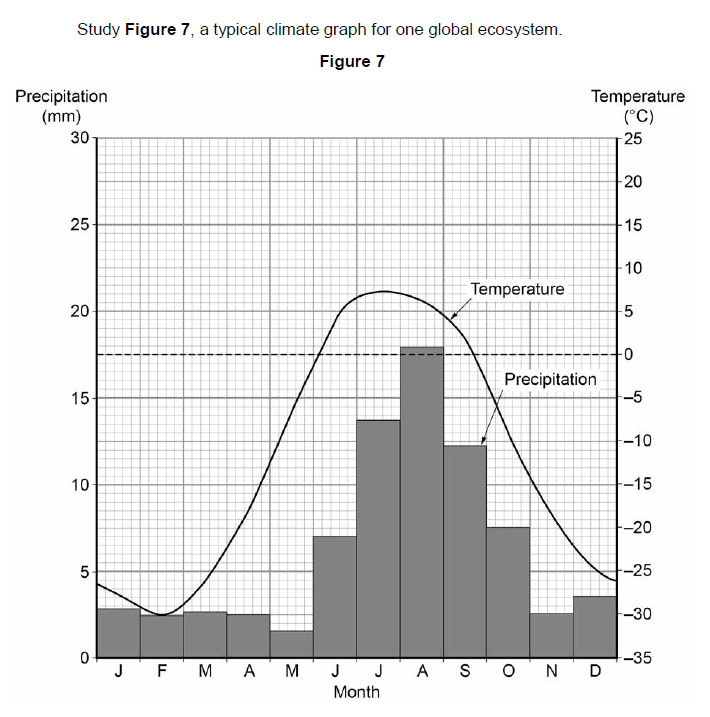 Study Figure 7, a typical climate graph for one global ecosystem.
Figure 7
Precipitation
(mm)
Temperature
(°C)
30
25
20
15
10
5
0
25
20
15
10
5
0
–5
–10
–15
–20
–25
–30
–35
Temperature
Precipitation
J F M A M J J A S O N D
Month